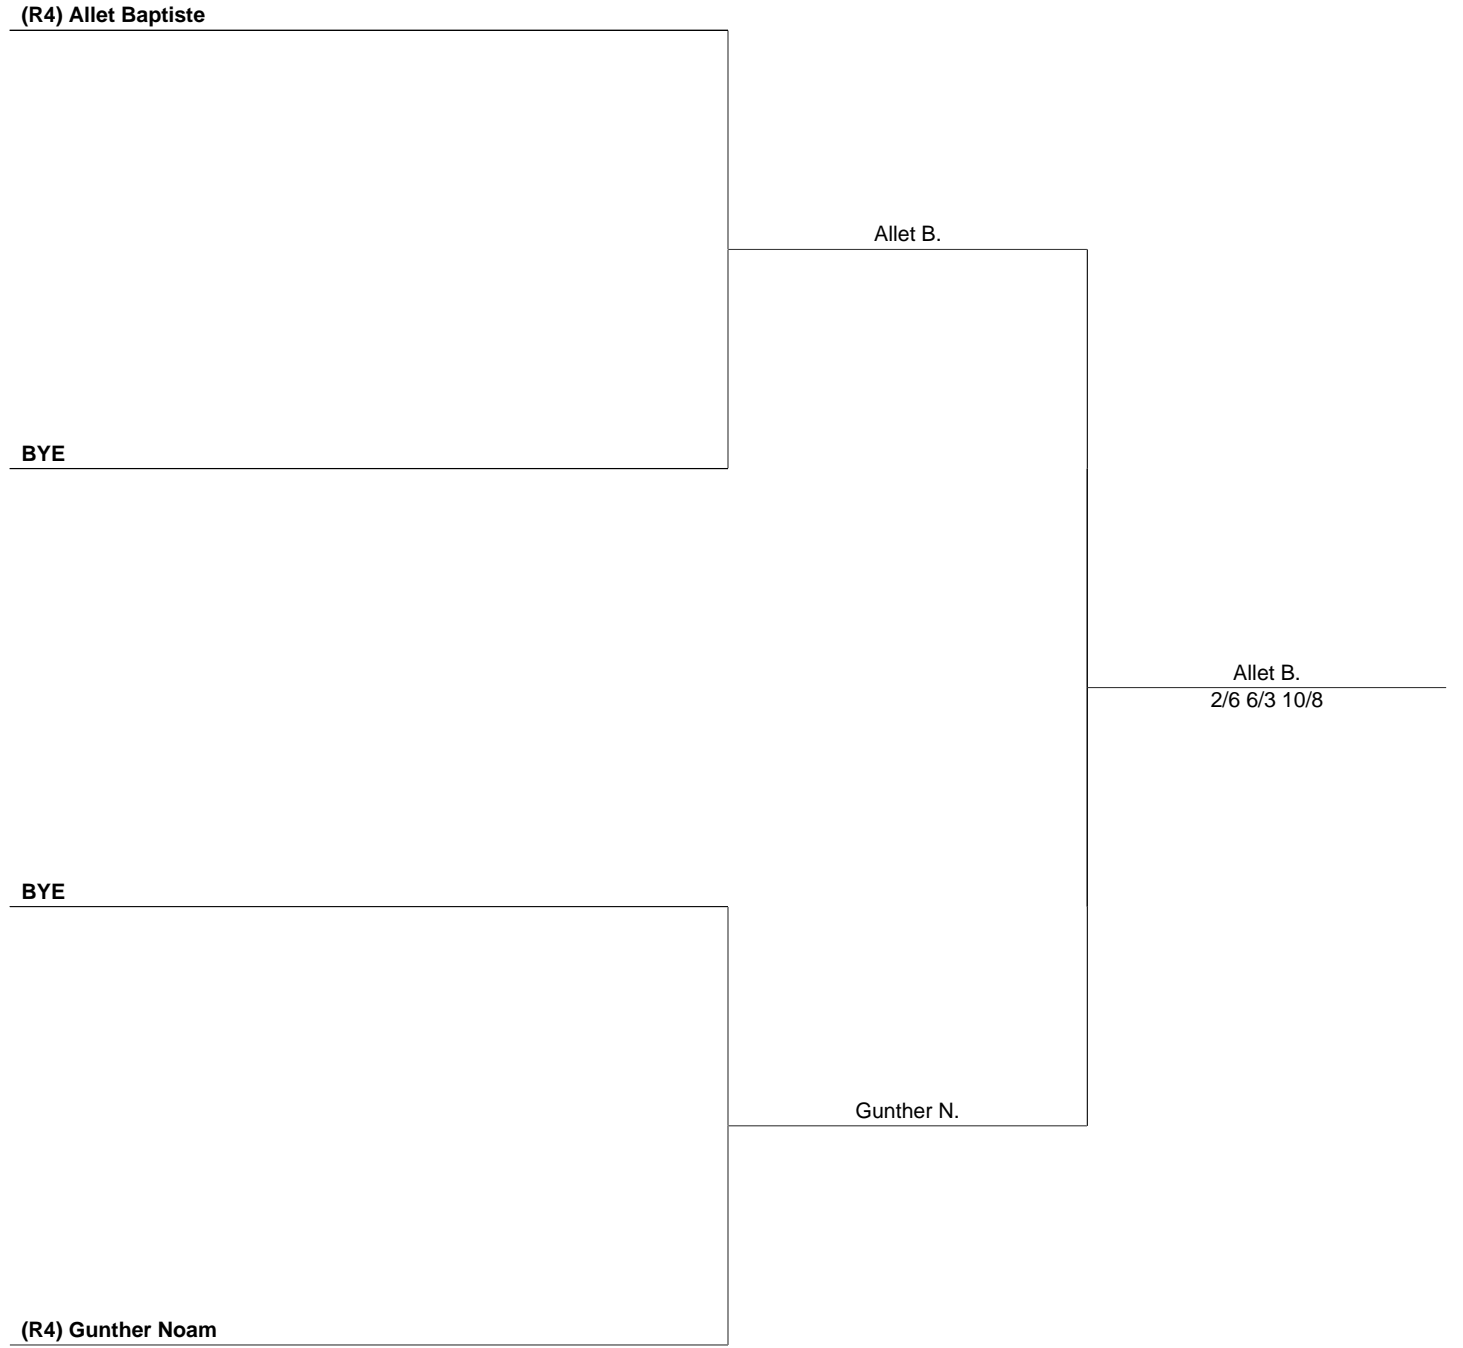 (R4) Allet Baptiste
Allet B.
BYE
Allet B.
2/6 6/3 10/8
BYE
Gunther N.
(R4) Gunther Noam